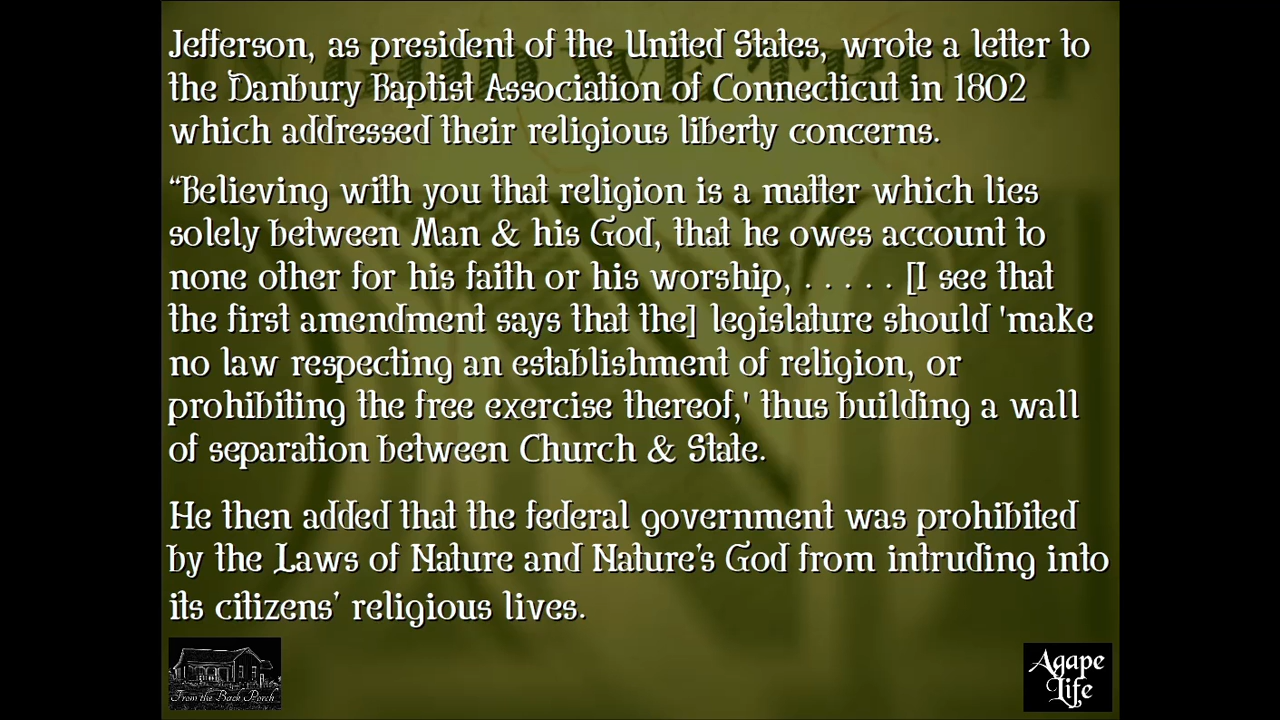 Jefferson, as president of the United States, wrote a letter to
the Danbury Baptist Association of Connecticut in 1802
which addressed their religious liberty concerns.
“Believing with you that religion is a matter which lies
solely between Man & his God, that he owes account to
none other for his faith or his worship, . . . . . [I see that
the first amendment says that the] legislature should 'make
no law respecting an establishment of religion, or
prohibiting the free exercise thereof,' thus building a wall
of separation between Church & State.
He then added that the federal government was prohibited
by the Laws of Nature and Nature's God from intruding into
its citizens' religious lives.
From the Back Porch
Agape
Life